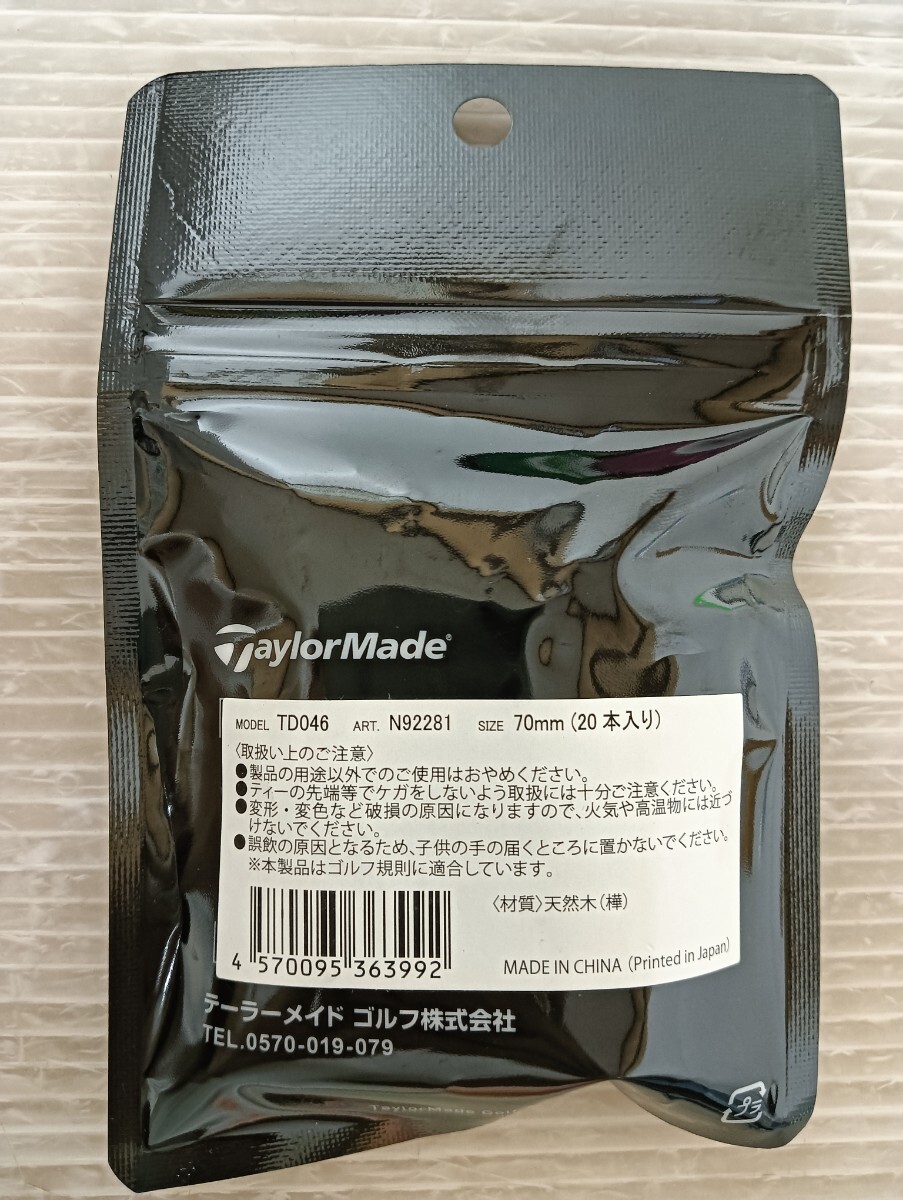 TaylorMade®
MODEL TD046 ART. N92281 SIZE 70mm (20 本入り)
〈取扱い上のご注意〉
●製品の用途以外でのご使用はおやめください。
●ティーの先端等でケガをしないよう取扱には十分ご注意ください。
●変形・変色など破損の原因になりますので、火気や高温物には近づ
けないでください。
●誤飲の原因となるため、子供の手の届くところに置かないでください。
※本製品はゴルフ規則に適合しています。
〈材質〉天然木(樺)
4 570095 363992
MADE IN CHINA (Printed in Japan)
テーラーメイド ゴルフ株式会社
TEL.0570-019-079
TaylorMade Golf
プラ